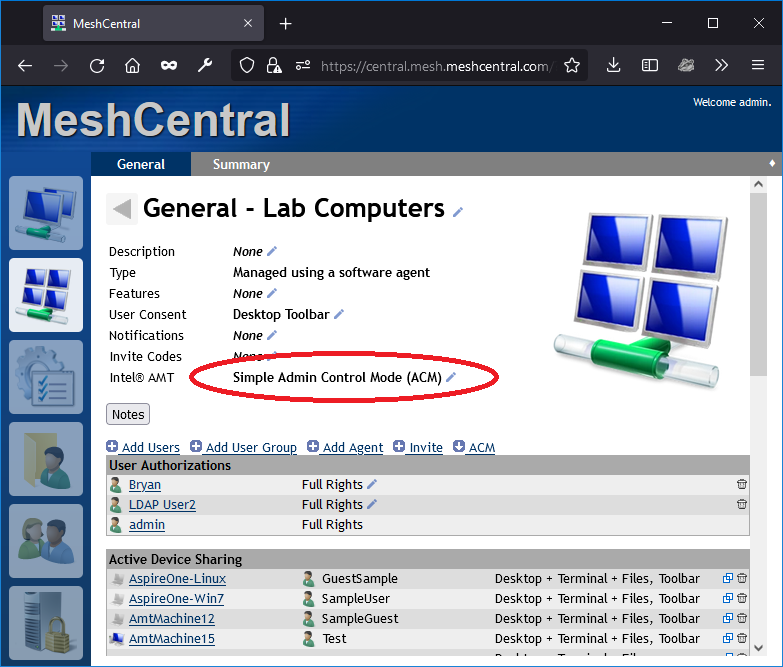 MeshCentral
https://central.mesh.meshcentral.com/
MeshCentral
Welcome admin.
General Summary
General - Lab Computers
Description None
Type Managed using a software agent
Features None
User Consent Desktop Toolbar
Notifications None
Invite Codes None
Intel® AMT Simple Admin Control Mode (ACM)
Notes
Add Users Add User Group Add Agent Invite ACM
User Authorizations
Bryan Full Rights
LDAP User2 Full Rights
admin Full Rights
Active Device Sharing
AspireOne-Linux GuestSample Desktop + Terminal + Files, Toolbar
AspireOne-Win7 SampleUser Desktop + Terminal + Files, Toolbar
AmtMachine12 SampleGuest Desktop + Terminal + Files, Toolbar
AmtMachine15 Test Desktop + Terminal + Files, Toolbar